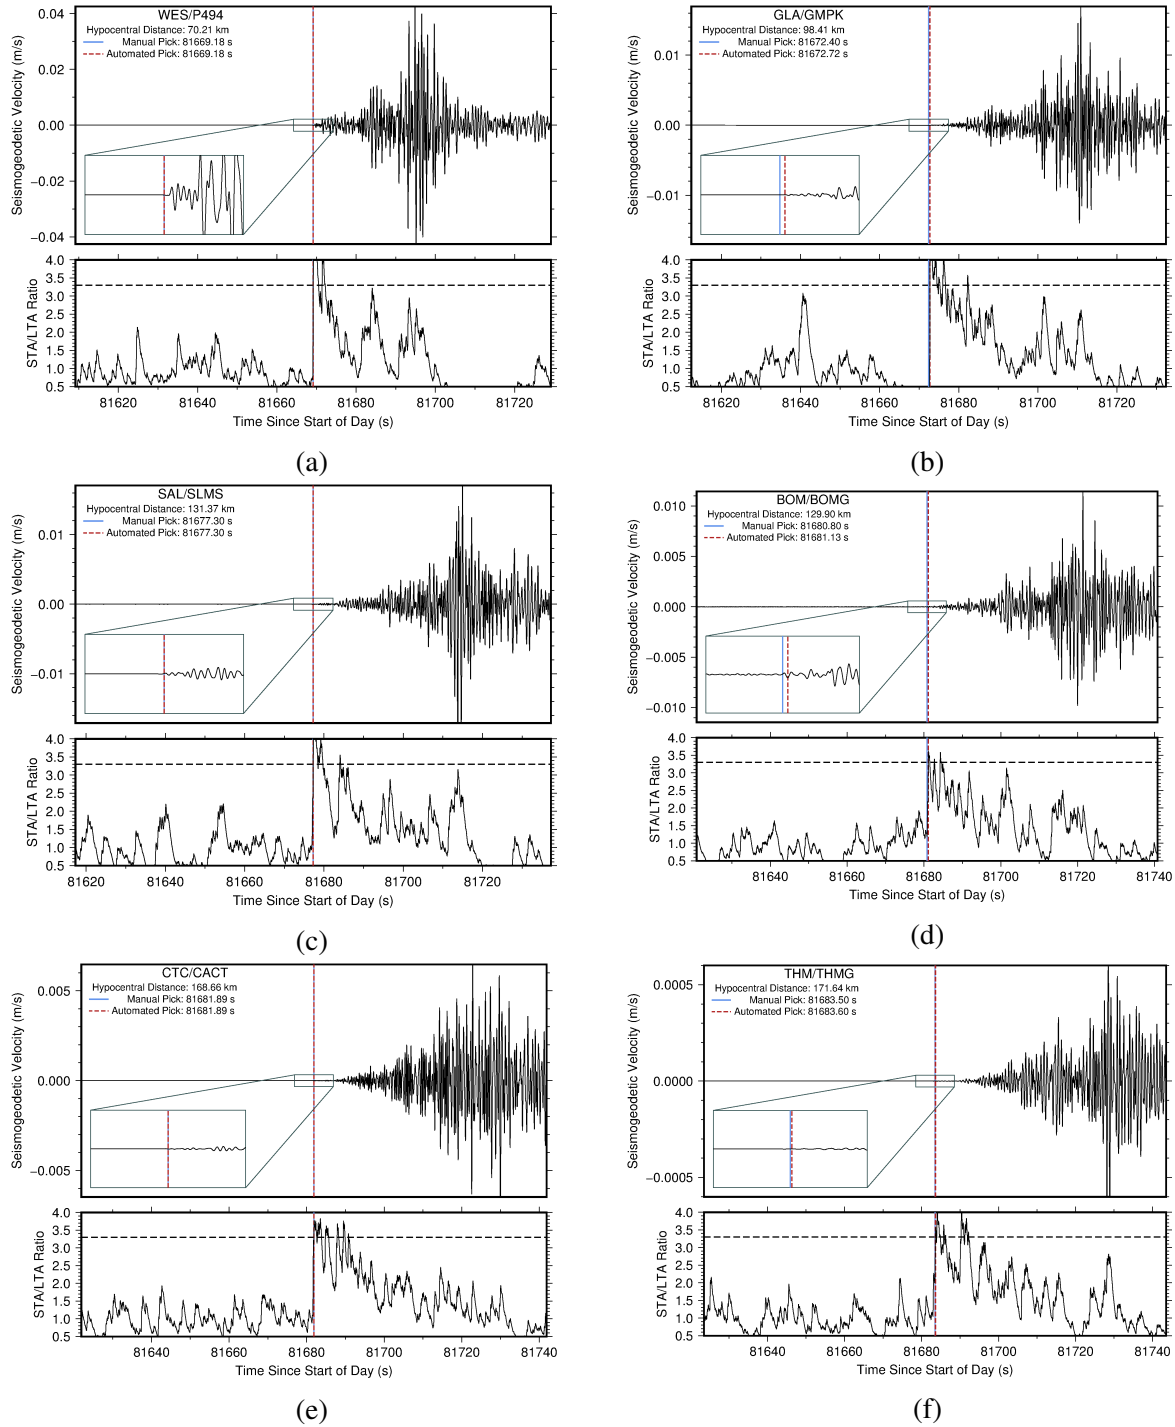 WES/P494
Hypocentral Distance: 70.21 km
Manual Pick: 81669.18 s
Automated Pick: 81669.18 s
Seismogeodetic Velocity (m/s)
0.04
0.02
0.00
−0.02
−0.04
STA/LTA Ratio
4.0
3.5
3.0
2.5
2.0
1.5
1.0
0.5
81620 81640 81660 81680 81700 81720
Time Since Start of Day (s)
(a)
GLA/GMPK
Hypocentral Distance: 98.41 km
Manual Pick: 81672.40 s
Automated Pick: 81672.72 s
Seismogeodetic Velocity (m/s)
0.01
0.00
−0.01
STA/LTA Ratio
4.0
3.5
3.0
2.5
2.0
1.5
1.0
0.5
81620 81640 81660 81680 81700 81720
Time Since Start of Day (s)
(b)
SAL/SLMS
Hypocentral Distance: 131.37 km
Manual Pick: 81677.30 s
Automated Pick: 81677.30 s
Seismogeodetic Velocity (m/s)
0.01
0.00
−0.01
STA/LTA Ratio
4.0
3.5
3.0
2.5
2.0
1.5
1.0
0.5
81620 81640 81660 81680 81700 81720
Time Since Start of Day (s)
(c)
BOM/BOMG
Hypocentral Distance: 129.90 km
Manual Pick: 81680.80 s
Automated Pick: 81681.13 s
Seismogeodetic Velocity (m/s)
0.010
0.005
0.000
−0.005
−0.010
STA/LTA Ratio
4.0
3.5
3.0
2.5
2.0
1.5
1.0
0.5
81640 81660 81680 81700 81720 81740
Time Since Start of Day (s)
(d)
CTC/CACT
Hypocentral Distance: 168.66 km
Manual Pick: 81681.89 s
Automated Pick: 81681.89 s
Seismogeodetic Velocity (m/s)
0.005
0.000
−0.005
STA/LTA Ratio
4.0
3.5
3.0
2.5
2.0
1.5
1.0
0.5
81640 81660 81680 81700 81720 81740
Time Since Start of Day (s)
(e)
THM/THMG
Hypocentral Distance: 171.64 km
Manual Pick: 81683.50 s
Automated Pick: 81683.60 s
Seismogeodetic Velocity (m/s)
0.0005
0.0000
−0.0005
STA/LTA Ratio
4.0
3.5
3.0
2.5
2.0
1.5
1.0
0.5
81640 81660 81680 81700 81720 81740
Time Since Start of Day (s)
(f)